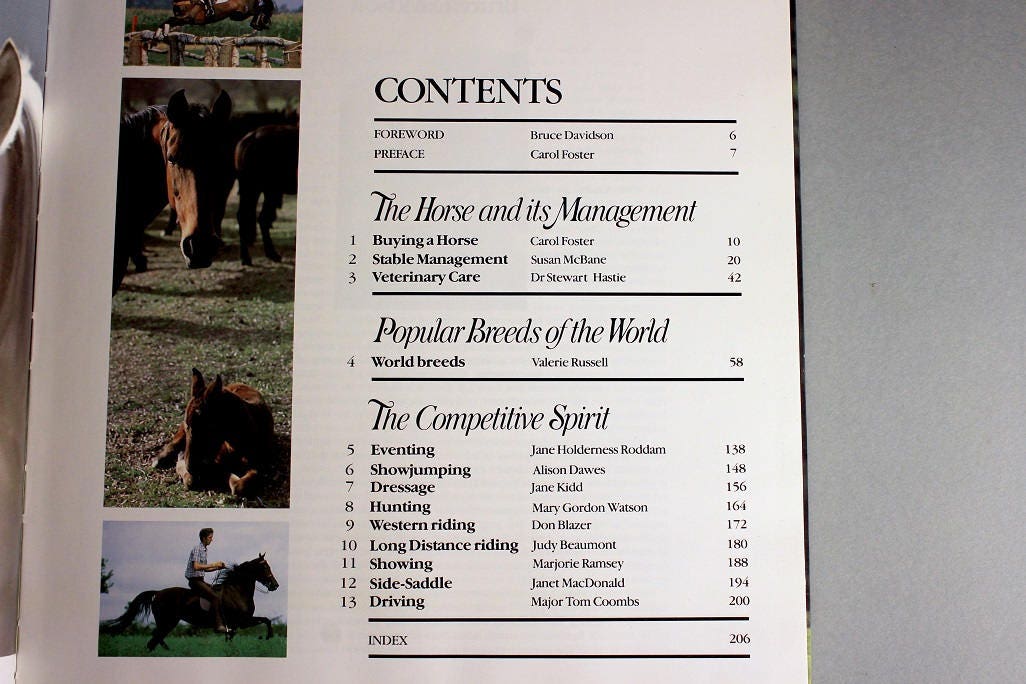 CONTENTS
FOREWORD Bruce Davidson 6
PREFACE Carol Foster 7
The Horse and its Management
1 Buying a Horse Carol Foster 10
2 Stable Management Susan McBane 20
3 Veterinary Care Dr Stewart Hastie 42
Popular Breeds of the World
4 World breeds Valerie Russell 58
The Competitive Spirit
5 Eventing Jane Holderness Roddam 138
6 Showjumping Alison Dawes 148
7 Dressage Jane Kidd 156
8 Hunting Mary Gordon Watson 164
9 Western riding Don Blazer 172
10 Long Distance riding Judy Beaumont 180
11 Showing Marjorie Ramsey 188
12 Side-Saddle Janet MacDonald 194
13 Driving Major Tom Coombs 200
INDEX 206